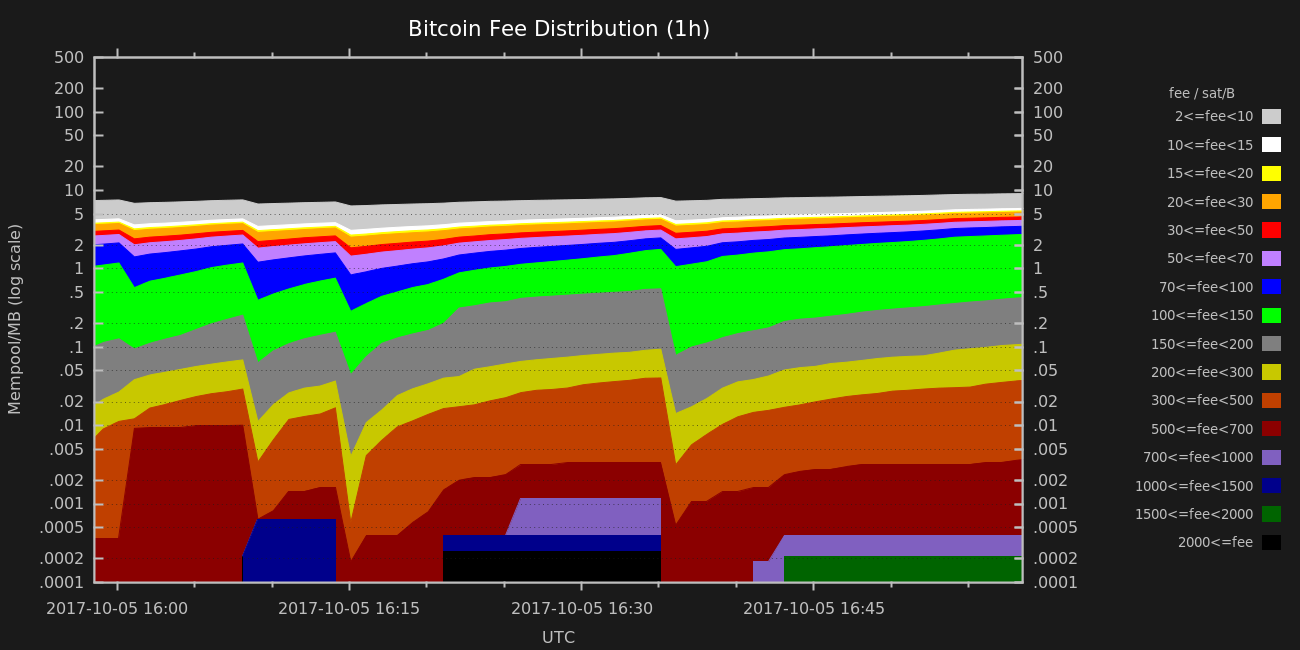 Bitcoin Fee Distribution (1h)
500
200
100
50
20
10
5
2
1
.5
.2
.1
.05
.02
.01
.005
.002
.001
.0005
.0002
.0001
Mempool/MB (log scale)
500
200
100
50
20
10
5
2
1
.5
.2
.1
.05
.02
.01
.005
.002
.001
.0005
.0002
.0001
2017-10-05 16:00 2017-10-05 16:15 2017-10-05 16:30 2017-10-05 16:45
UTC
fee / sat/B
2<=fee<10
10<=fee<15
15<=fee<20
20<=fee<30
30<=fee<50
50<=fee<70
70<=fee<100
100<=fee<150
150<=fee<200
200<=fee<300
300<=fee<500
500<=fee<700
700<=fee<1000
1000<=fee<1500
1500<=fee<2000
2000<=fee